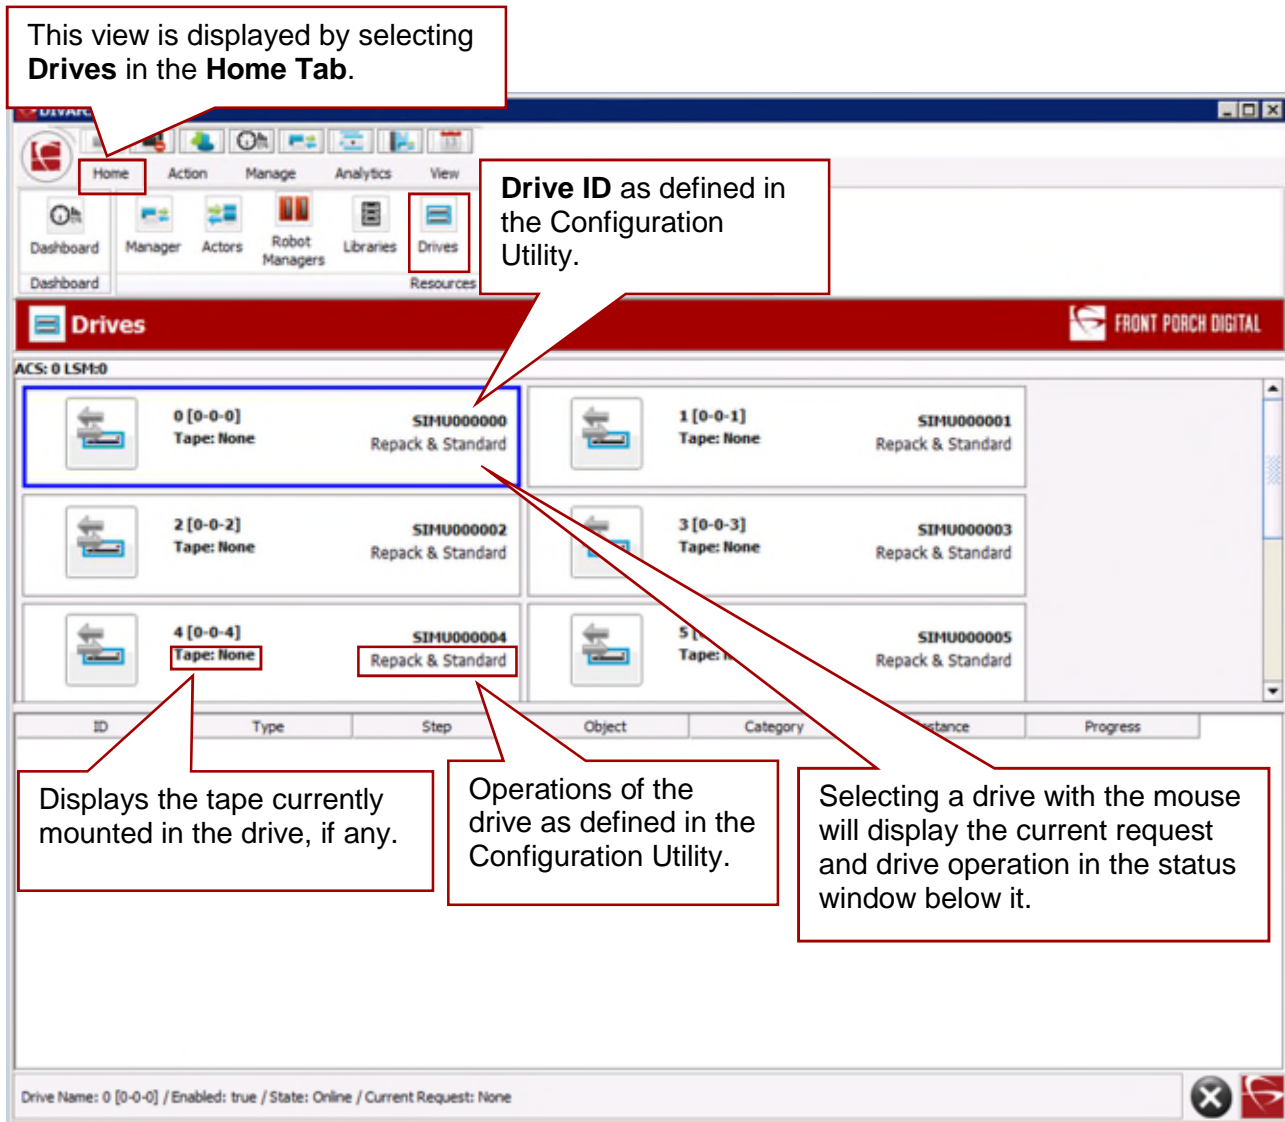 This view is displayed by selecting
Drives in the Home Tab.
Home Action Manage Analytics View
Drive ID as defined in
the Configuration
Utility.
Dashboard Manager Actors Robot Managers Libraries Drives
Dashboard Resources
Drives
FRONT PORCH DIGITAL
ACS: 0 LSM:0
0 [0-0-0] SIMU000000
Tape: None Repack & Standard
1 [0-0-1] SIMU000001
Tape: None Repack & Standard
2 [0-0-2] SIMU000002
Tape: None Repack & Standard
3 [0-0-3] SIMU000003
Tape: None Repack & Standard
4 [0-0-4] SIMU000004
Tape: None Repack & Standard
5 SIMU000005
Tape: Repack & Standard
ID Type Step Object Category Progress
Displays the tape currently
mounted in the drive, if any.
Operations of the
drive as defined in the
Configuration Utility.
Selecting a drive with the mouse
will display the current request
and drive operation in the status
window below it.
Drive Name: 0 [0-0-0] / Enabled: true / State: Online / Current Request: None